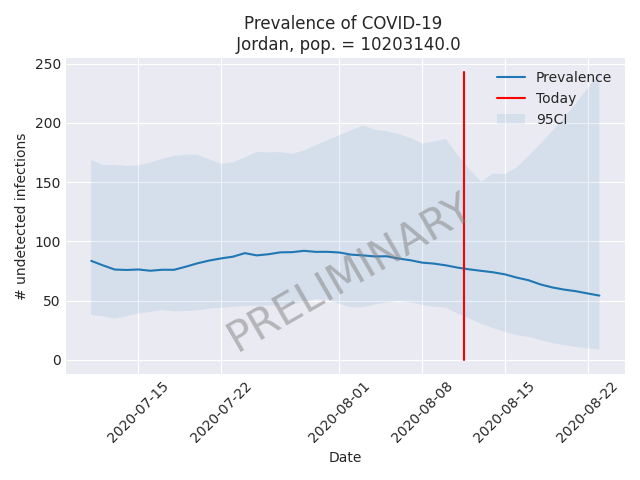 Prevalence of COVID-19
Jordan, pop. = 10203140.0
250
200
150
100
50
0
# undetected infections
Prevalence
Today
95CI
PRELIMINARY
2020-07-15
2020-07-22
2020-08-01
2020-08-08
2020-08-15
2020-08-22
Date